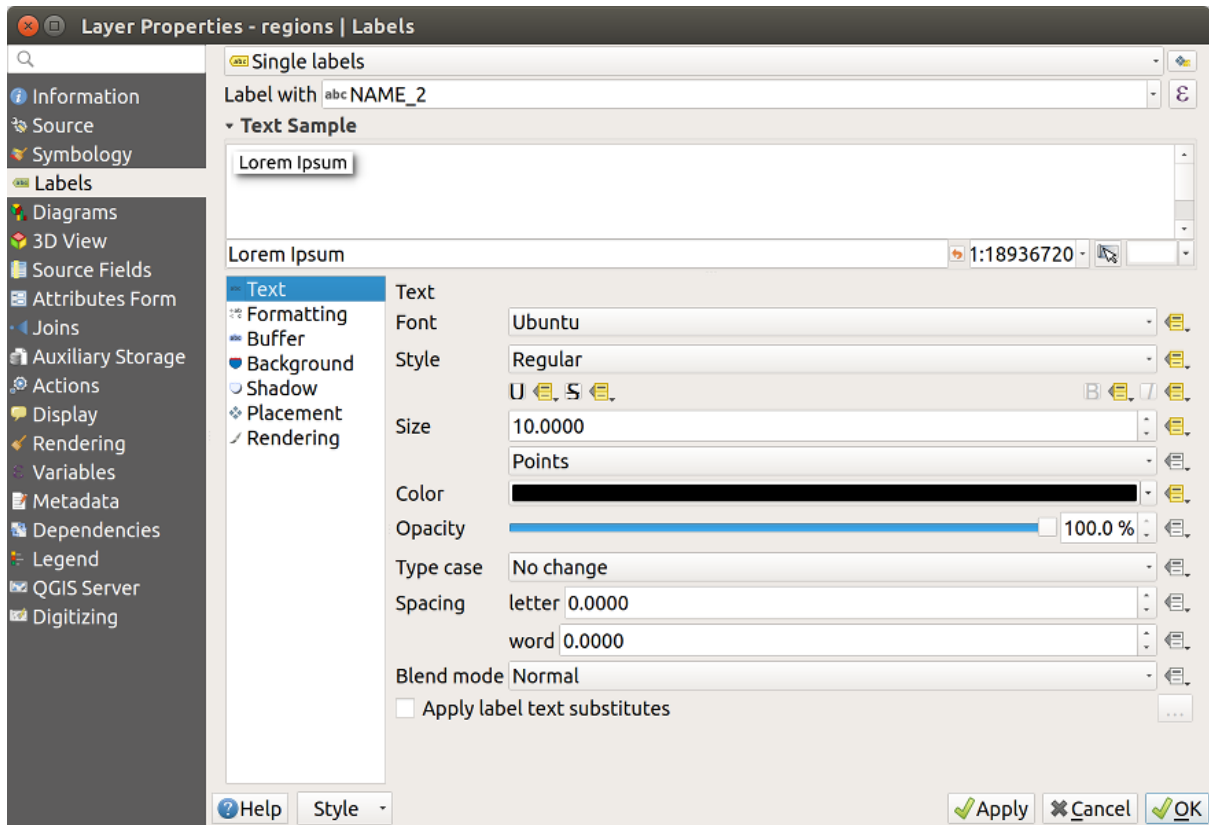 Layer Properties - regions | Labels
Single labels
Label with abc NAME_2 ε
Text Sample
Lorem Ipsum
Lorem Ipsum 1:18936720
Information
Source
Symbology
Labels
Diagrams
3D View
Source Fields
Attributes Form
Joins
Auxiliary Storage
Actions
Display
Rendering
Variables
Metadata
Dependencies
Legend
QGIS Server
Digitizing
Text
Formatting
Buffer
Background
Shadow
Placement
Rendering
Text
Font Ubuntu
Style Regular
U S B I
Size 10.0000
Points
Color
Opacity 100.0 %
Type case No change
Spacing letter 0.0000
word 0.0000
Blend mode Normal
Apply label text substitutes ...
Help Style Apply Cancel OK